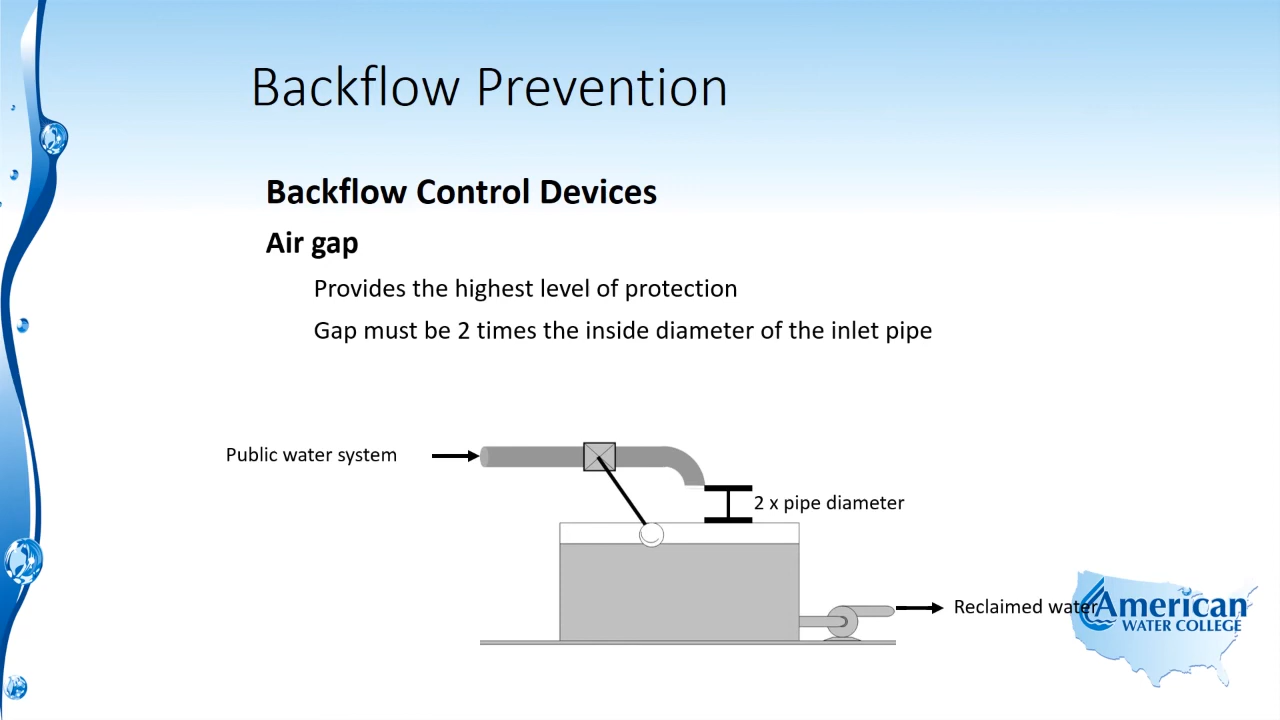 Backflow Prevention
Backflow Control Devices
Air gap
Provides the highest level of protection
Gap must be 2 times the inside diameter of the inlet pipe
Public water system
2 x pipe diameter
Reclaimed water
American
WATER COLLEGE